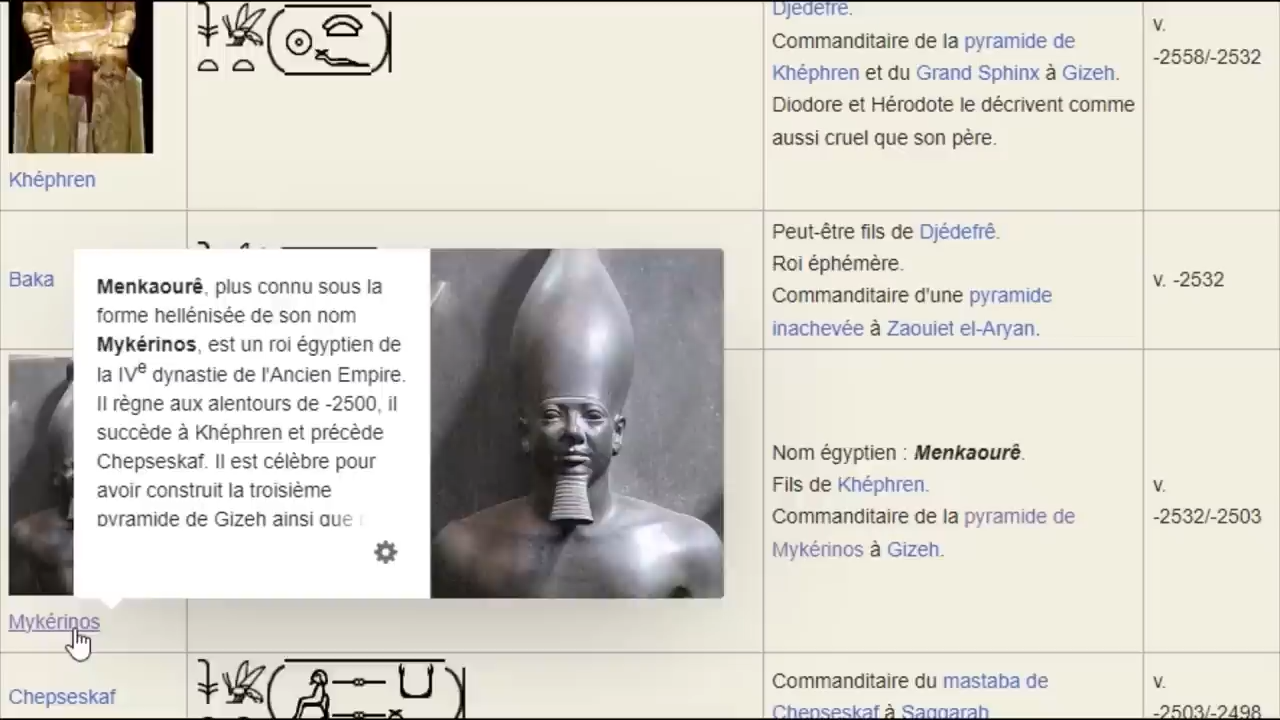 Djédefrê.
Commanditaire de la pyramide de
Khéphren et du Grand Sphinx à Gizeh.
Diodore et Hérodote le décrivent comme
aussi cruel que son père.
v.
-2558/-2532
Khéphren
Baka
Peut-être fils de Djédefrê.
Roi éphémère.
Commanditaire d'une pyramide
inachevée à Zaouiet el-Aryan.
v. -2532
Menkaourê, plus connu sous la
forme hellénisée de son nom
Mykérinos, est un roi égyptien de
la IVe dynastie de l'Ancien Empire.
Il règne aux alentours de -2500, il
succède à Khéphren et précède
Chepseskaf. Il est célèbre pour
avoir construit la troisième
pyramide de Gizeh ainsi que
Mykérinos
Nom égyptien : Menkaourê.
Fils de Khéphren.
Commanditaire de la pyramide de
Mykérinos à Gizeh.
v.
-2532/-2503
Chepseskaf
Commanditaire du mastaba de
Chepseskaf à Saqqarah
v.
-2503/-2498